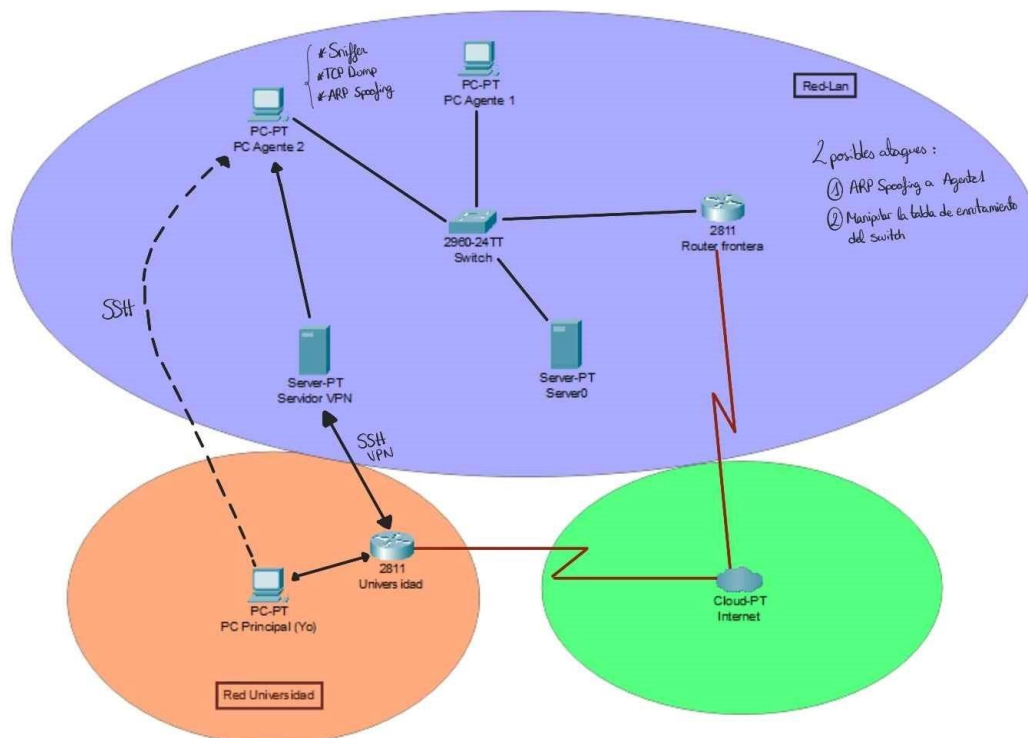 * Sniffer
* TCP Dump
* ARP Spoofing
PC-PT
PC Agente 1
Red-Lan
PC-PT
PC Agente 2
2 posibles ataques :
① ARP Spoofing a Agente1
② Manipular la tabla de enrutamiento
del switch
2960-24TT
Switch
2811
Router frontera
SSH
Server-PT
Servidor VPN
Server-PT
Server0
SSH
VPN
2811
Universidad
PC-PT
PC Principal (Yo)
Cloud-PT
Internet
Red Universidad